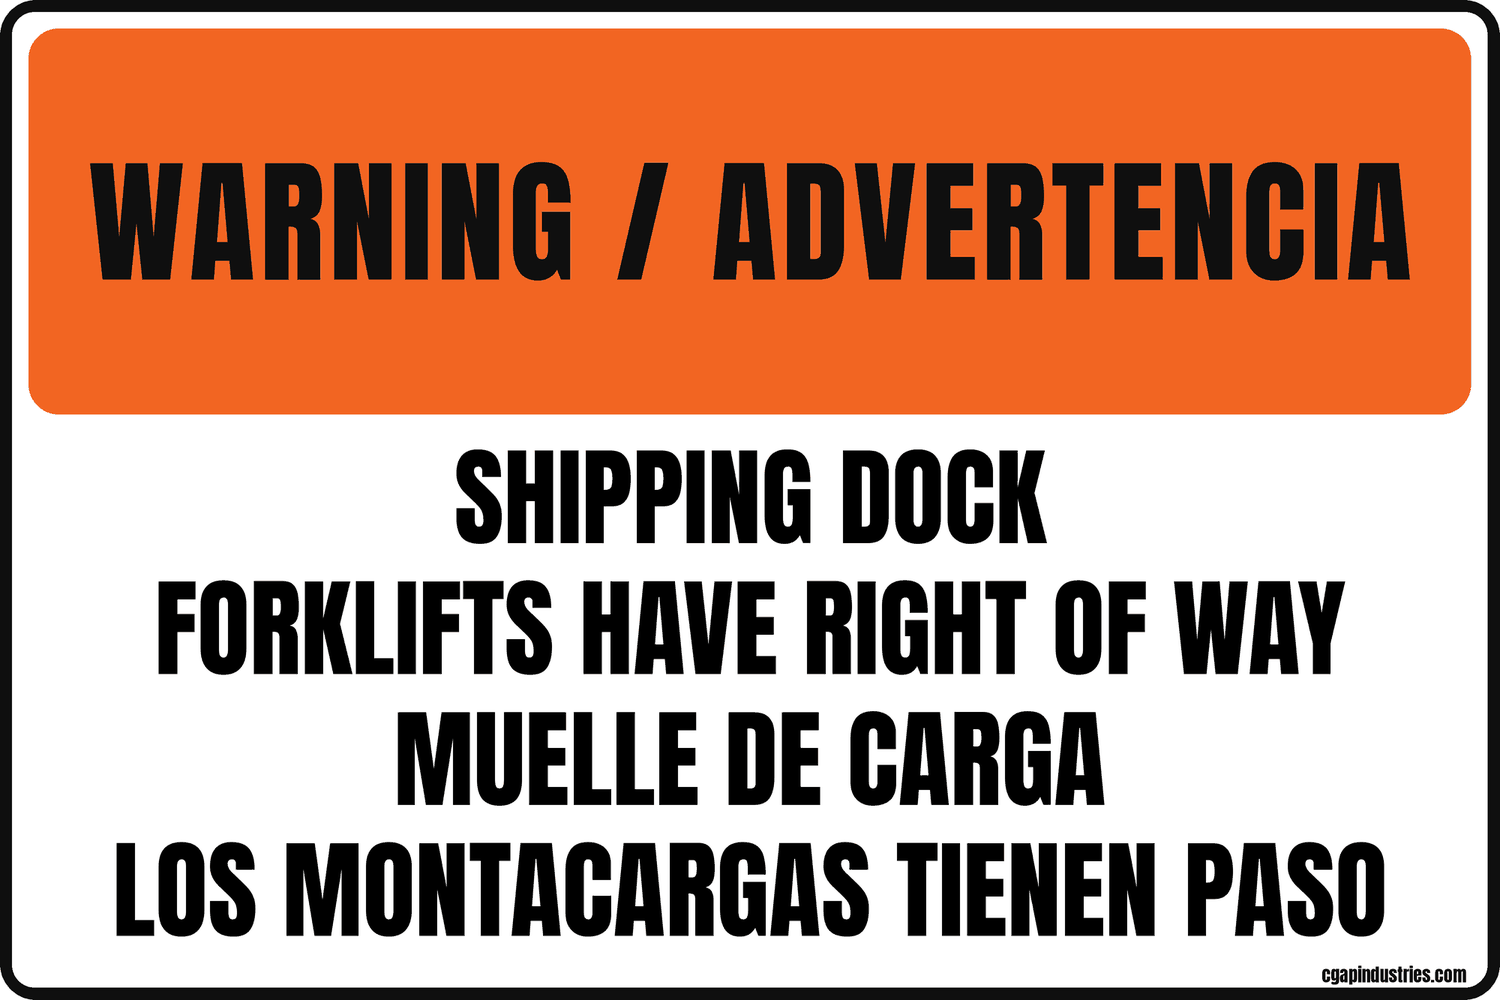 WARNING / ADVERTENCIA
SHIPPING DOCK
FORKLIFTS HAVE RIGHT OF WAY
MUELLE DE CARGA
LOS MONTACARGAS TIENEN PASO
cgapindustries.com